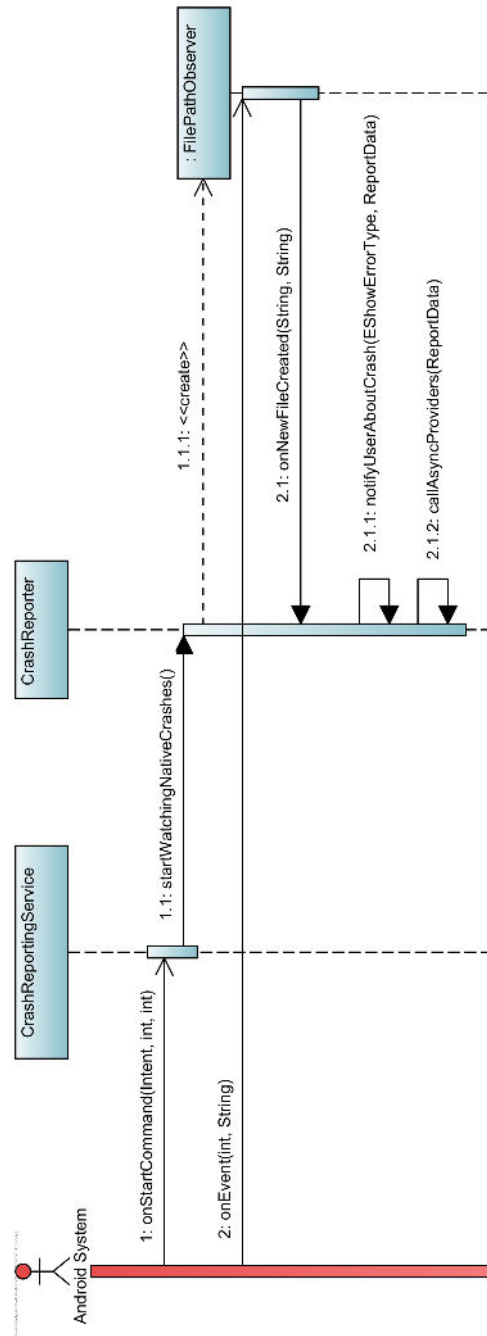 Android System
CrashReportingService
CrashReporter
: FilePathObserver
1: onStartCommand(Intent, int, int)
1.1: startWatchingNativeCrashes()
1.1.1: <<create>>
2: onEvent(int, String)
2.1: onNewFileCreated(String, String)
2.1.1: notifyUserAboutCrash(EShowErrorType, ReportData)
2.1.2: callAsyncProviders(ReportData)